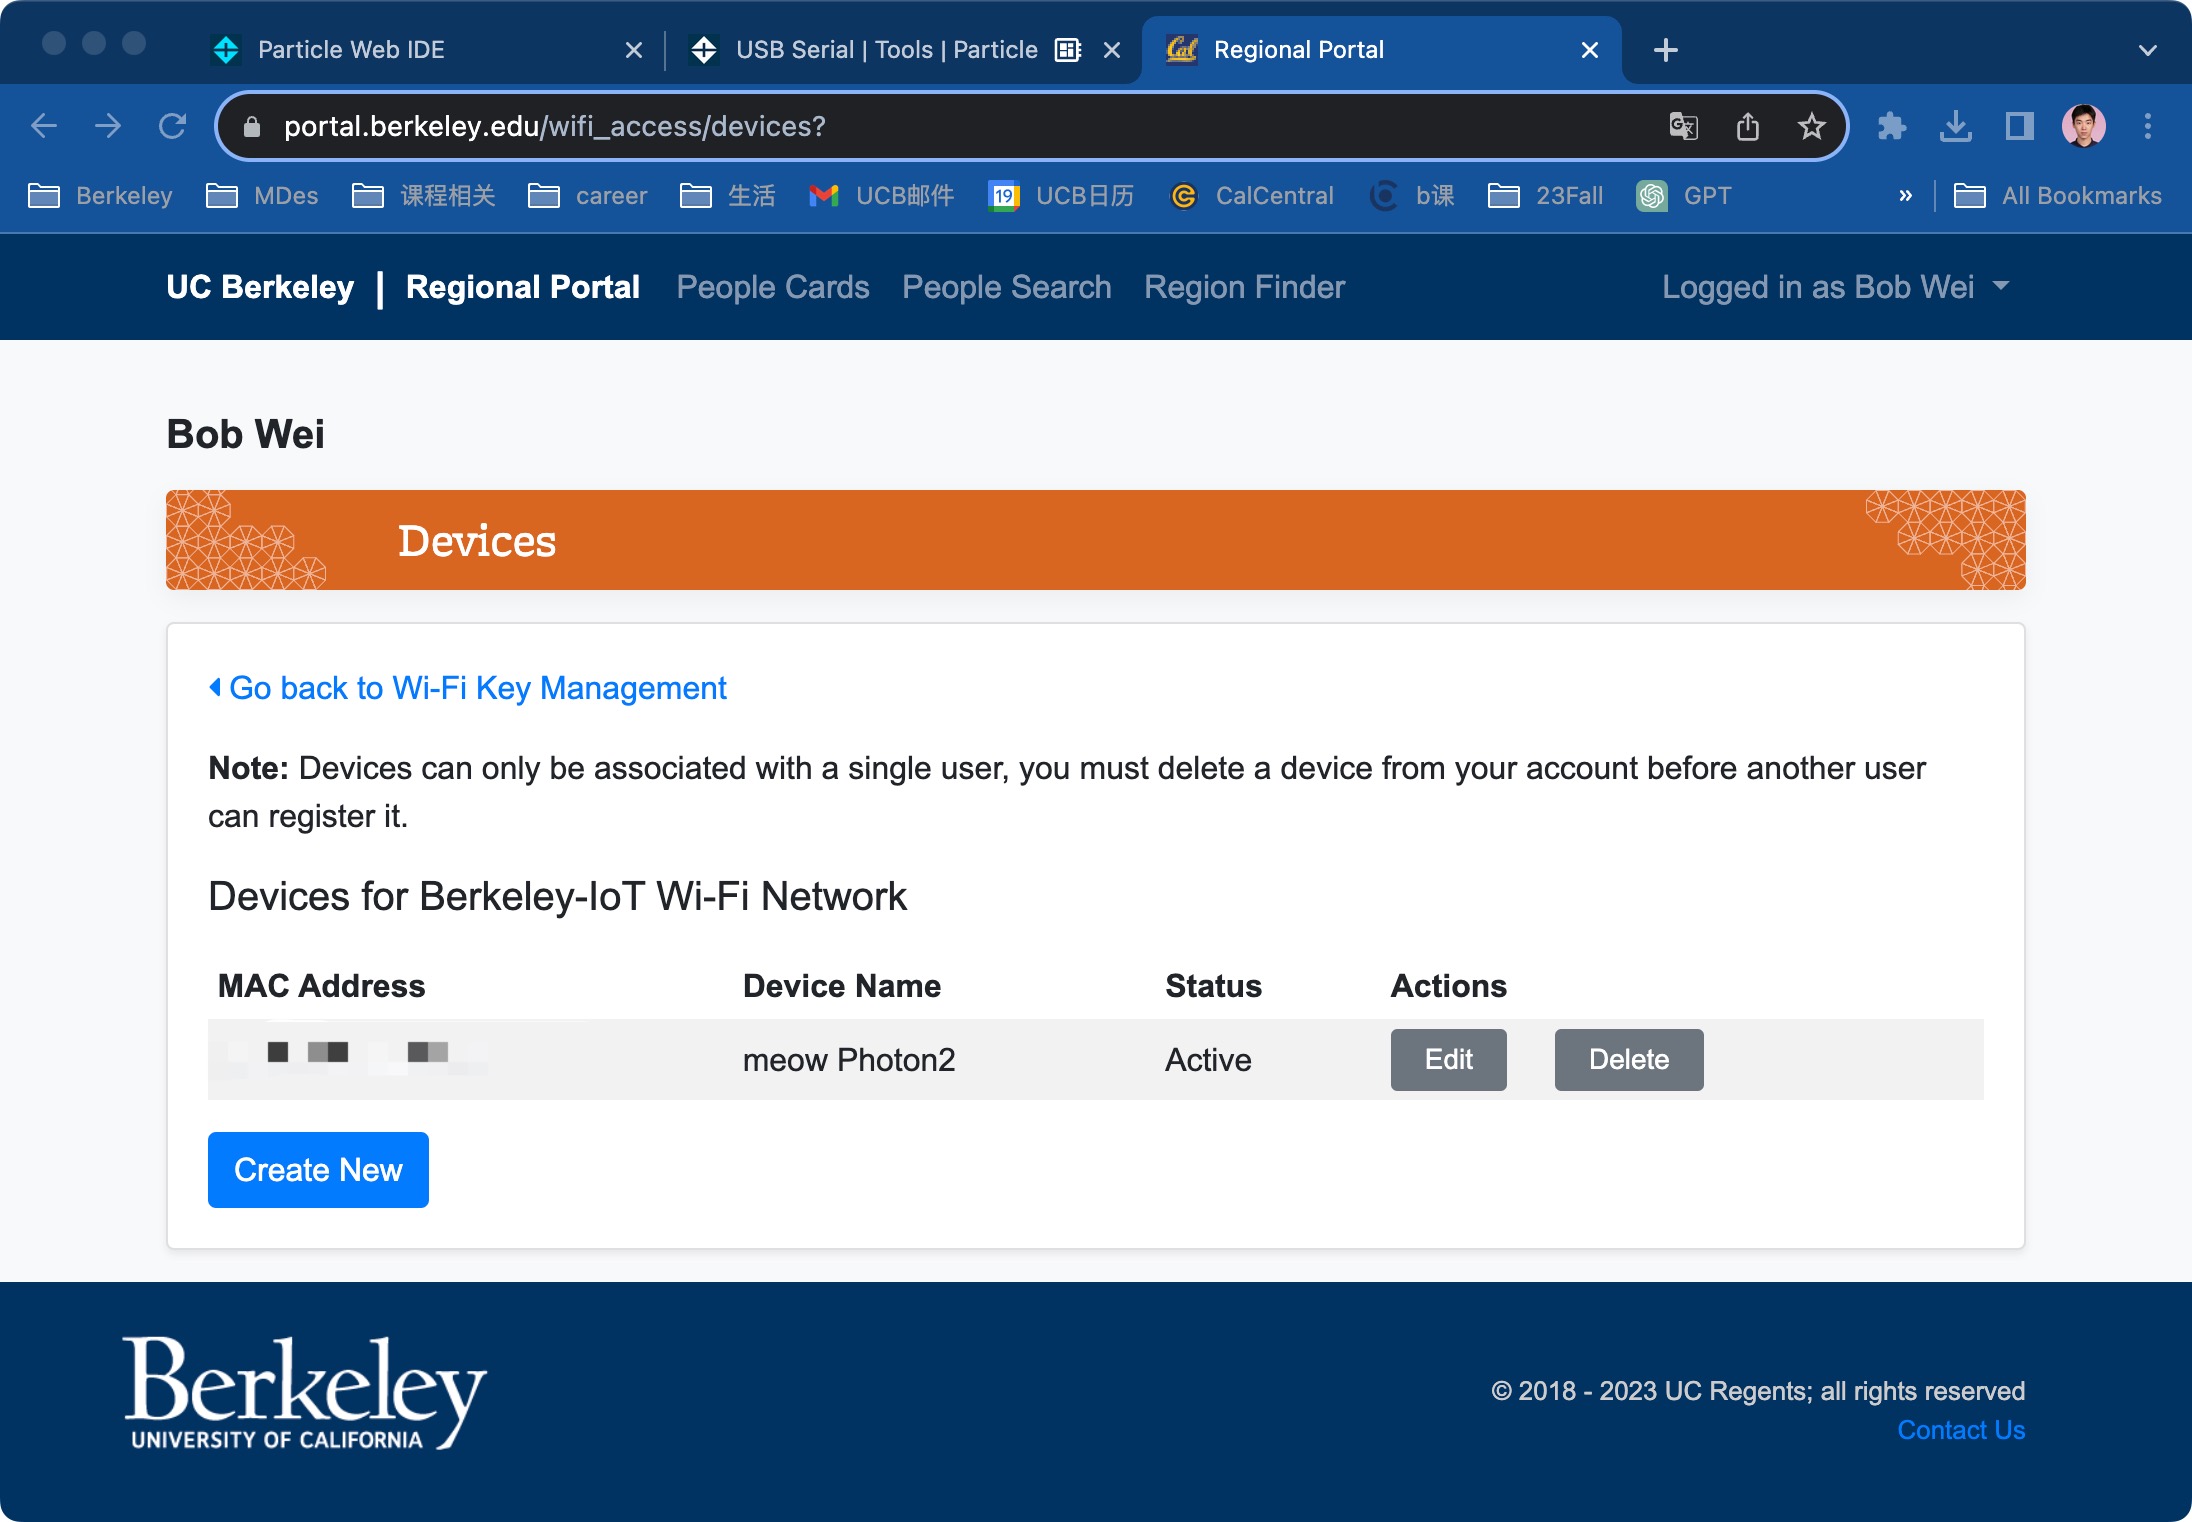 Particle Web IDE
USB Serial | Tools | Particle
Regional Portal
portal.berkeley.edu/wifi_access/devices?
Berkeley
MDes
课程相关
career
生活
UCB邮件
19
UCB日历
CalCentral
b课
23Fall
GPT
»
All Bookmarks
UC Berkeley | Regional Portal
People Cards
People Search
Region Finder
Logged in as Bob Wei
Bob Wei
Devices
Go back to Wi-Fi Key Management
Note: Devices can only be associated with a single user, you must delete a device from your account before another user
can register it.
Devices for Berkeley-IoT Wi-Fi Network
MAC Address Device Name Status Actions
meow Photon2 Active Edit Delete
Create New
Berkeley
UNIVERSITY OF CALIFORNIA
© 2018 - 2023 UC Regents; all rights reserved
Contact Us